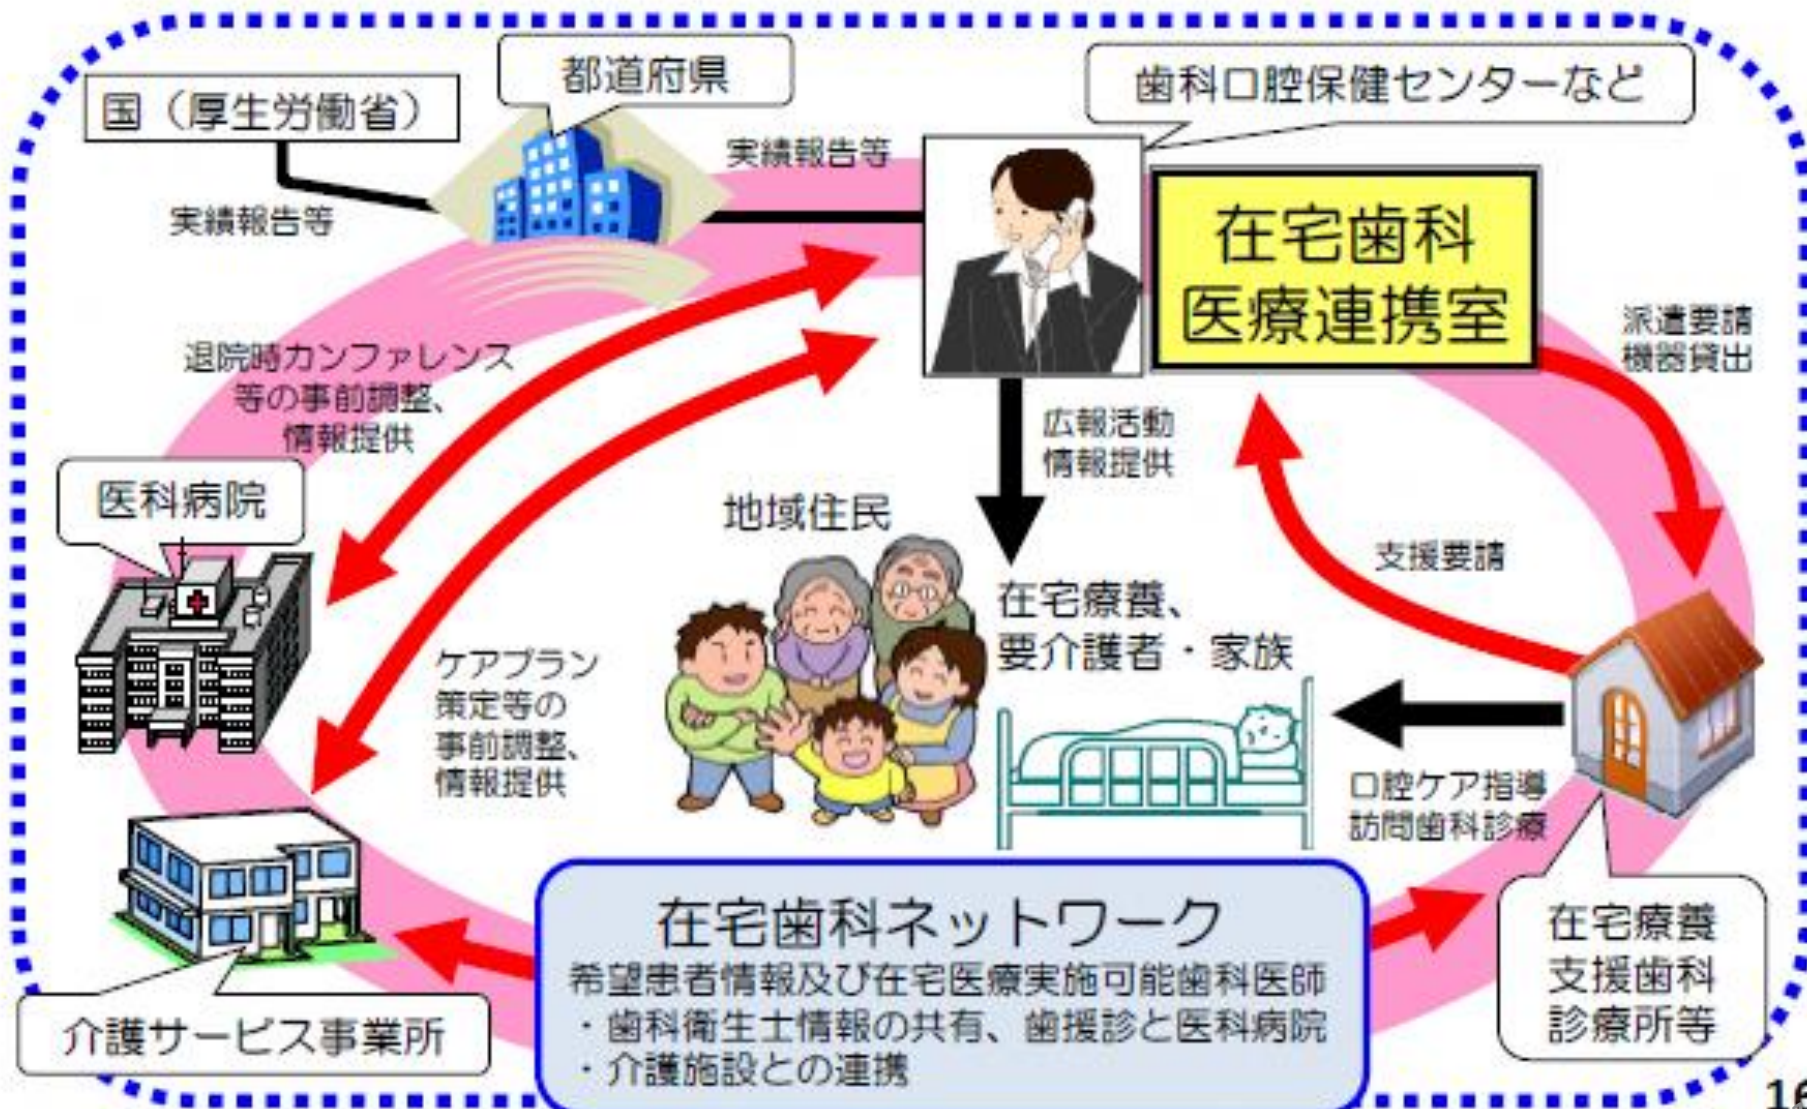 国（厚生労働省）
都道府県
歯科口腔保健センターなど
実績報告等
実績報告等
在宅歯科
医療連携室
派遣要請
機器貸出
退院時カンファレンス
等の事前調整、
情報提供
広報活動
情報提供
医科病院
地域住民
支援要請
在宅療養、
要介護者・家族
ケアプラン
策定等の
事前調整、
情報提供
口腔ケア指導
訪問歯科診療
在宅歯科ネットワーク
希望患者情報及び在宅医療実施可能歯科医師
・歯科衛生士情報の共有、歯援診と医科病院
・介護施設との連携
介護サービス事業所
在宅療養
支援歯科
診療所等
16